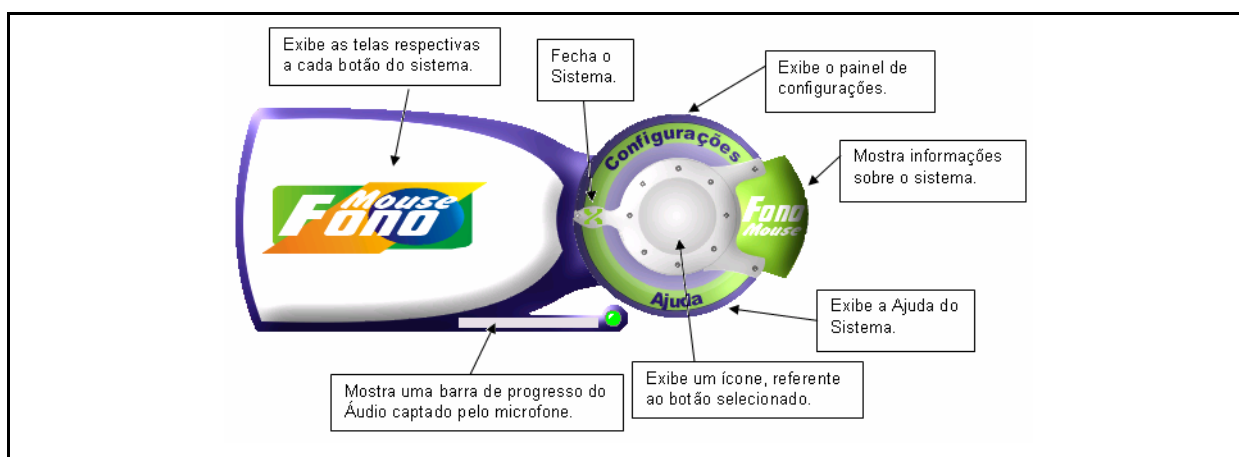 Exibe as telas respectivas
a cada botão do sistema.
Fecha o
Sistema.
Exibe o painel de
configurações.
Configurações
Mostra informações
sobre o sistema.
Mouse
Fono
Fono
Mouse
Ajuda
Exibe a Ajuda do
Sistema.
Mostra uma barra de progresso do
Áudio captado pelo microfone.
Exibe um ícone, referente
ao botão selecionado.